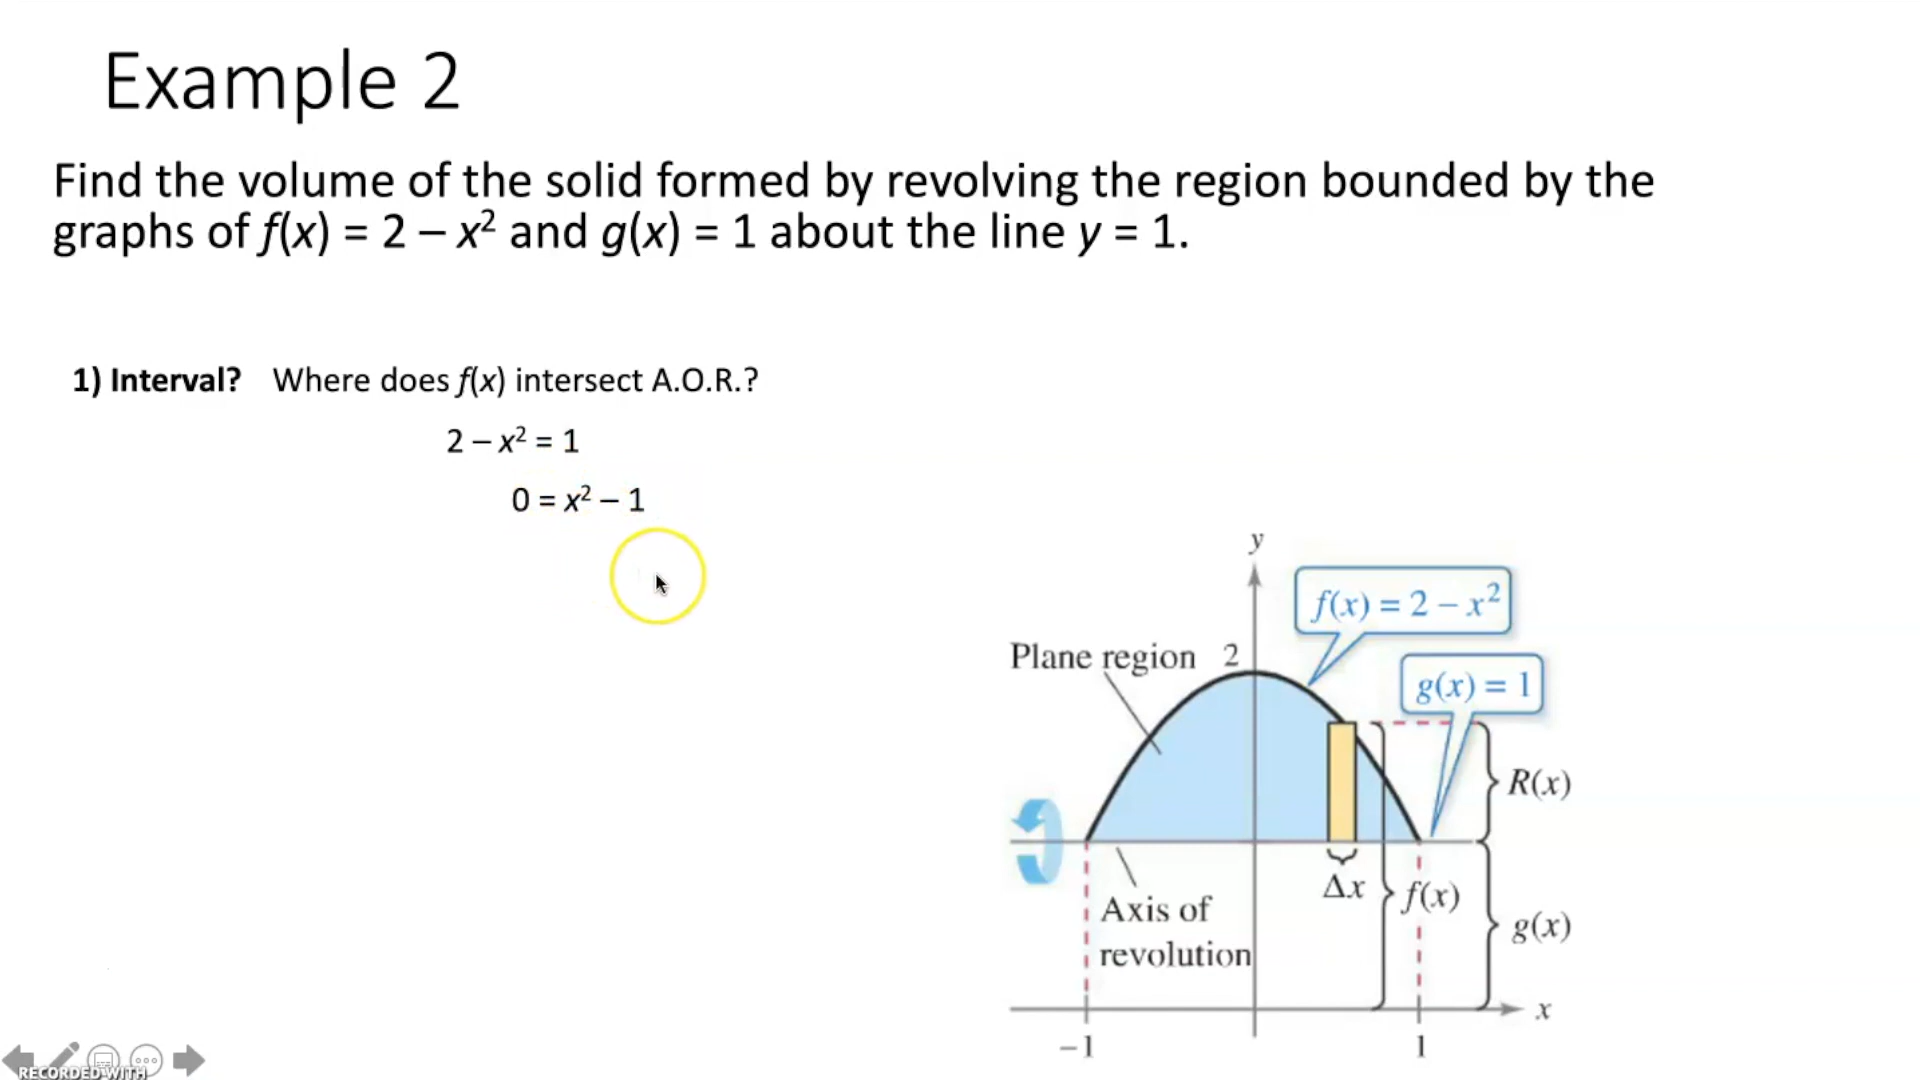 Example 2
Find the volume of the solid formed by revolving the region bounded by the
graphs of f(x) = 2 – x² and g(x) = 1 about the line y = 1.
1) Interval? Where does f(x) intersect A.O.R.?
2 – x² = 1
0 = x² – 1
y
f(x) = 2 – x²
Plane region 2
g(x) = 1
R(x)
Δx f(x)
Axis of
revolution
g(x)
x
−1 1
RECORDED WITH